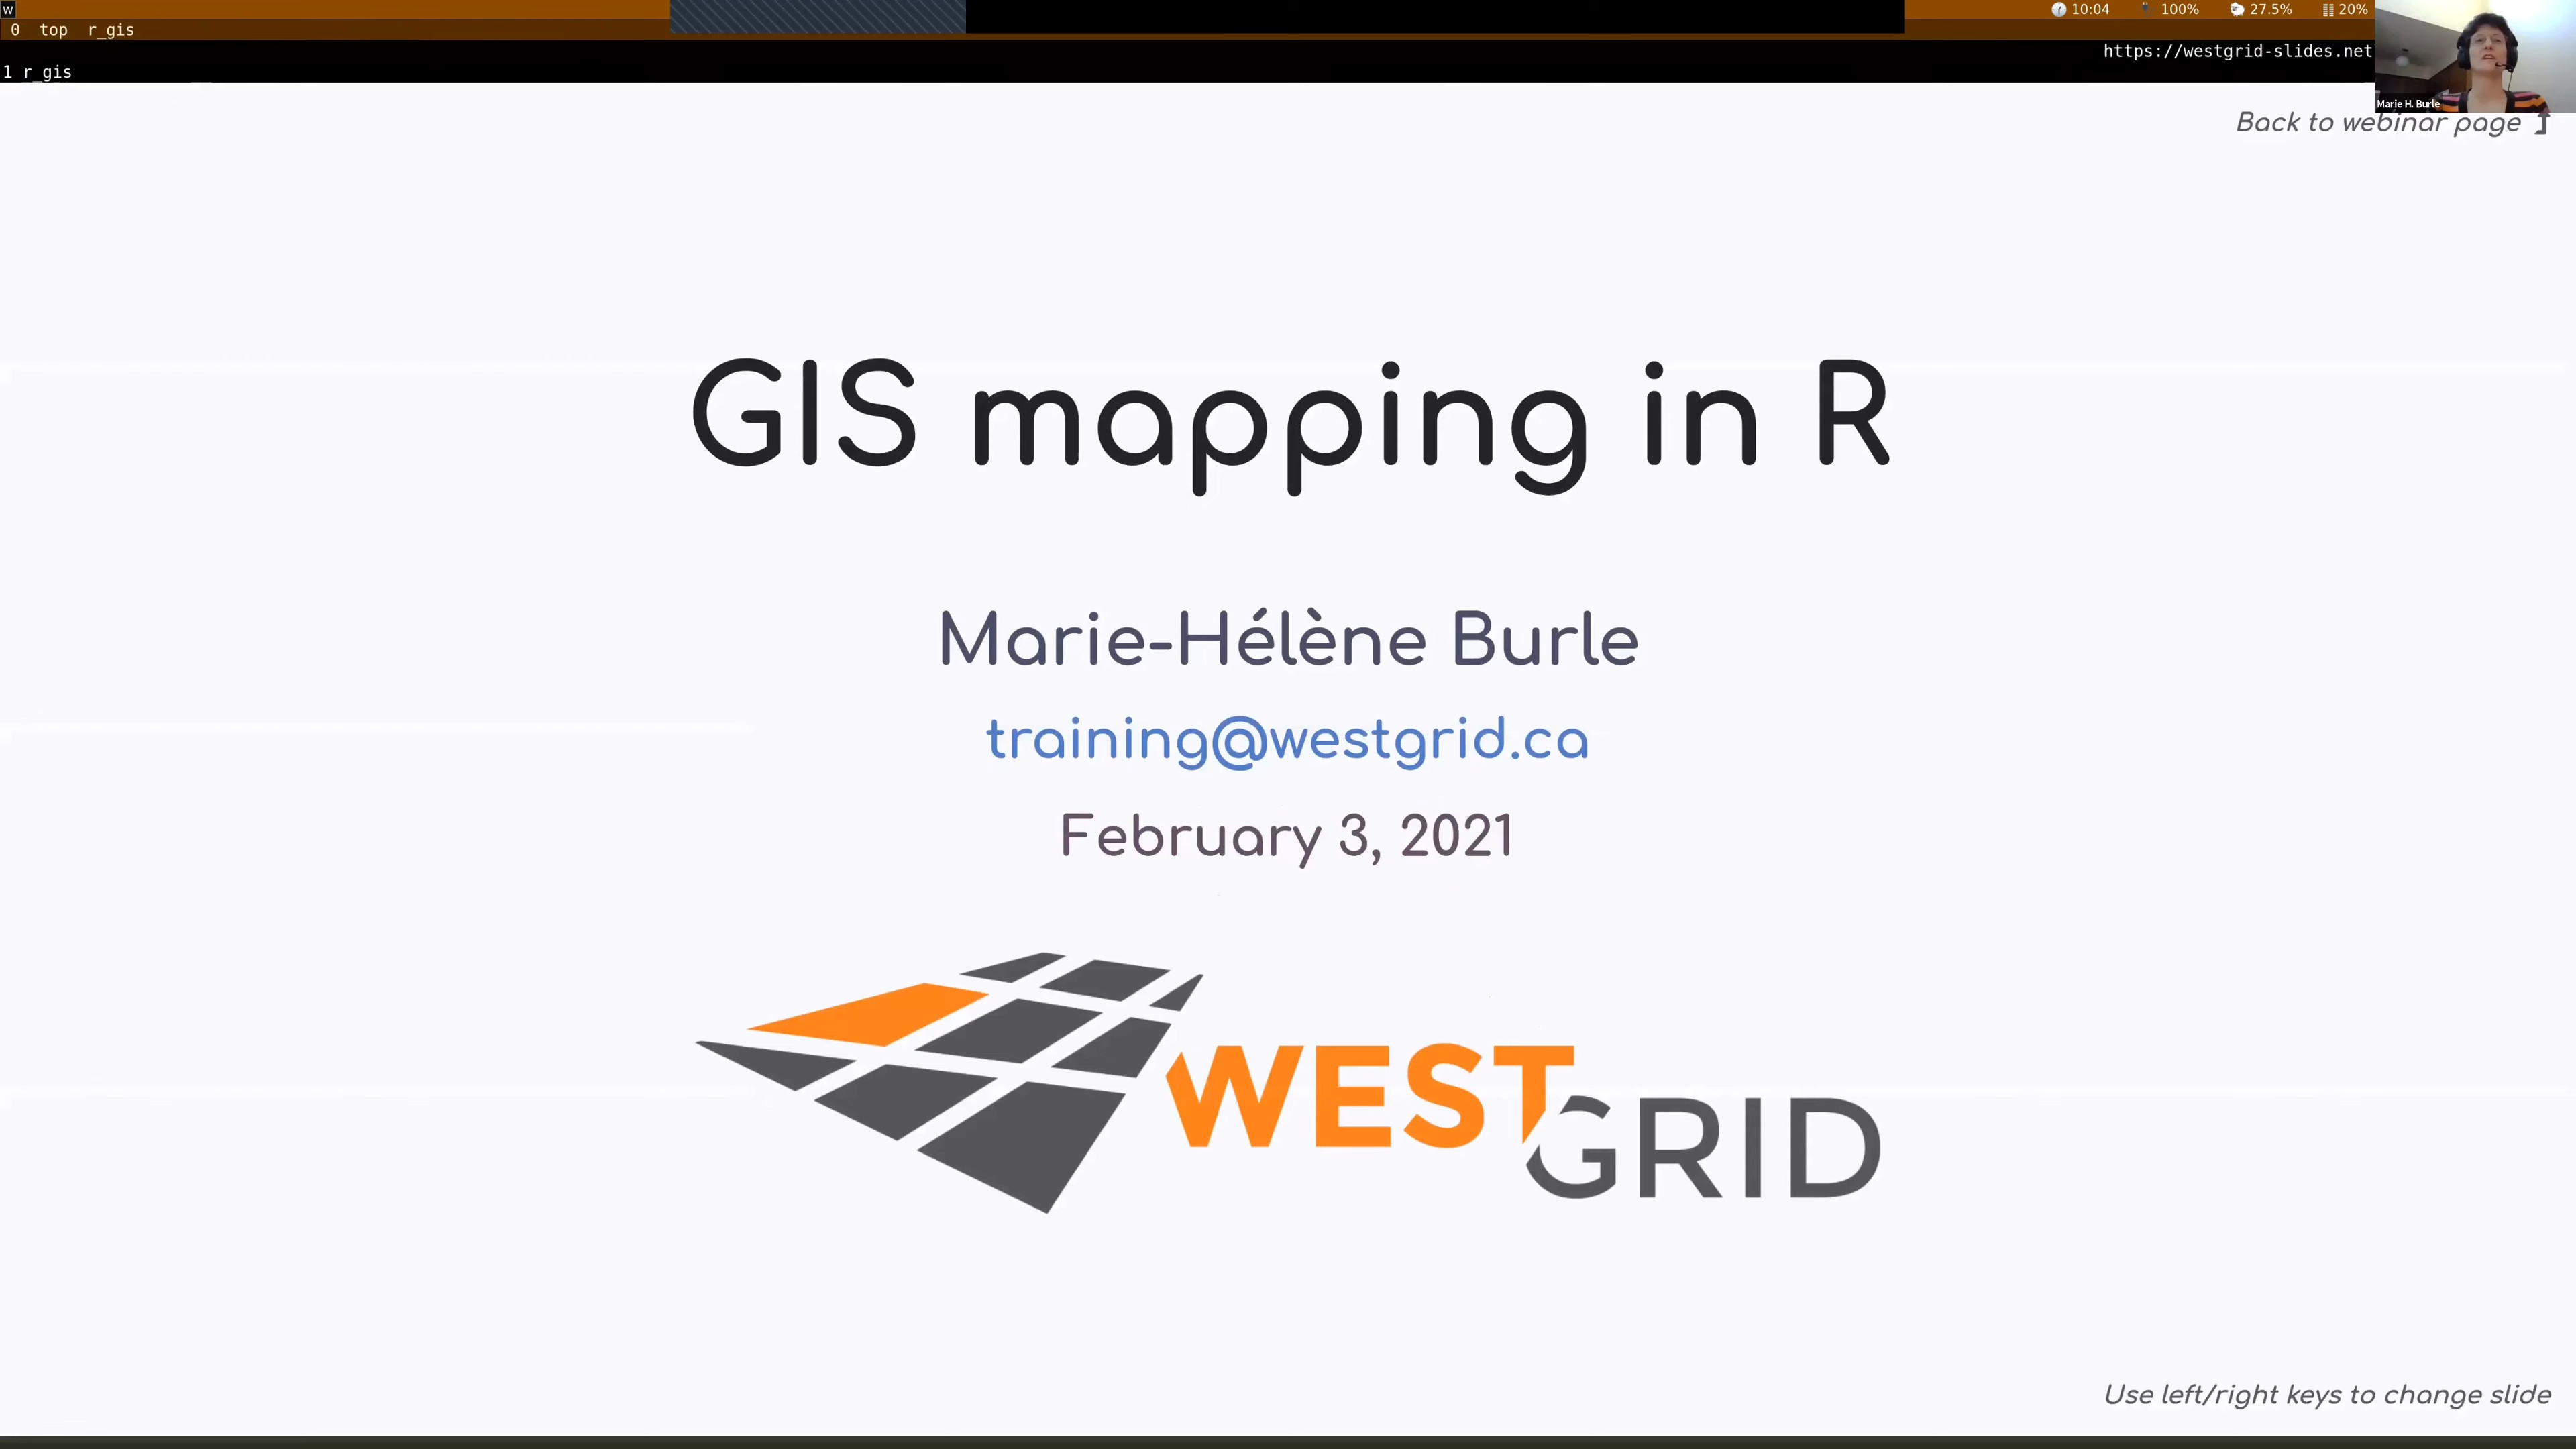 w
10:04 100% 27.5% 20%
0 top r_gis
https://westgrid-slides.net
1 r_gis
Marie H. Burle
Back to webinar page
GIS mapping in R
Marie-Hélène Burle
training@westgrid.ca
February 3, 2021
WESTGRID
Use left/right keys to change slide